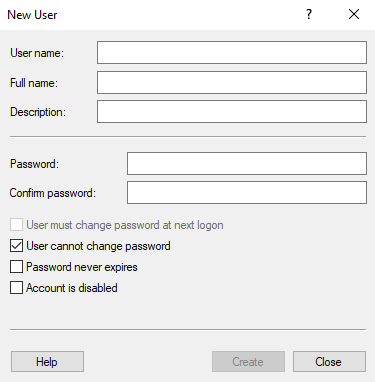 New User
?
User name:
Full name:
Description:
Password:
Confirm password:
User must change password at next logon
User cannot change password
Password never expires
Account is disabled
Help Create Close